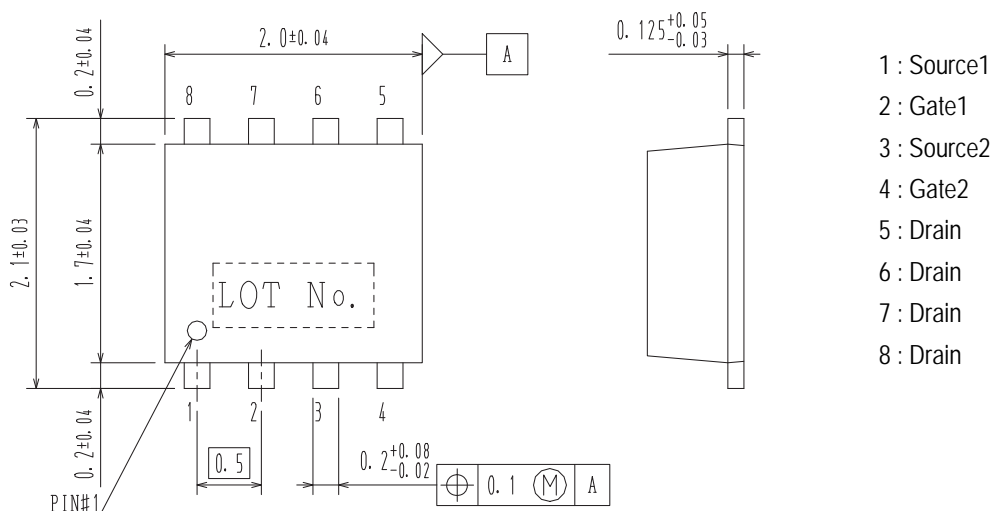 2.0±0.04
A
0.2±0.04
8 7 6 5
2.1±0.03
1.7±0.04
LOT No.
0.2±0.04
1 2 3 4
0.5
0.2+0.08
-0.02
⌖ 0.1 Ⓜ A
PIN#1
0.125+0.05
-0.03
1 : Source1
2 : Gate1
3 : Source2
4 : Gate2
5 : Drain
6 : Drain
7 : Drain
8 : Drain